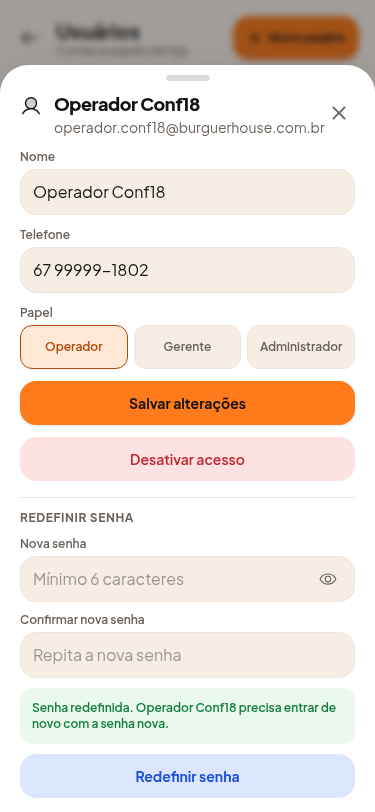 Usuários
Operador Conf18
operador.conf18@burguerhouse.com.br
Nome
Operador Conf18
Telefone
67 99999-1802
Papel
Operador
Gerente
Administrador
Salvar alterações
Desativar acesso
REDEFINIR SENHA
Nova senha
Mínimo 6 caracteres
Confirmar nova senha
Repita a nova senha
Senha redefinida. Operador Conf18 precisa entrar de
novo com a senha nova.
Redefinir senha